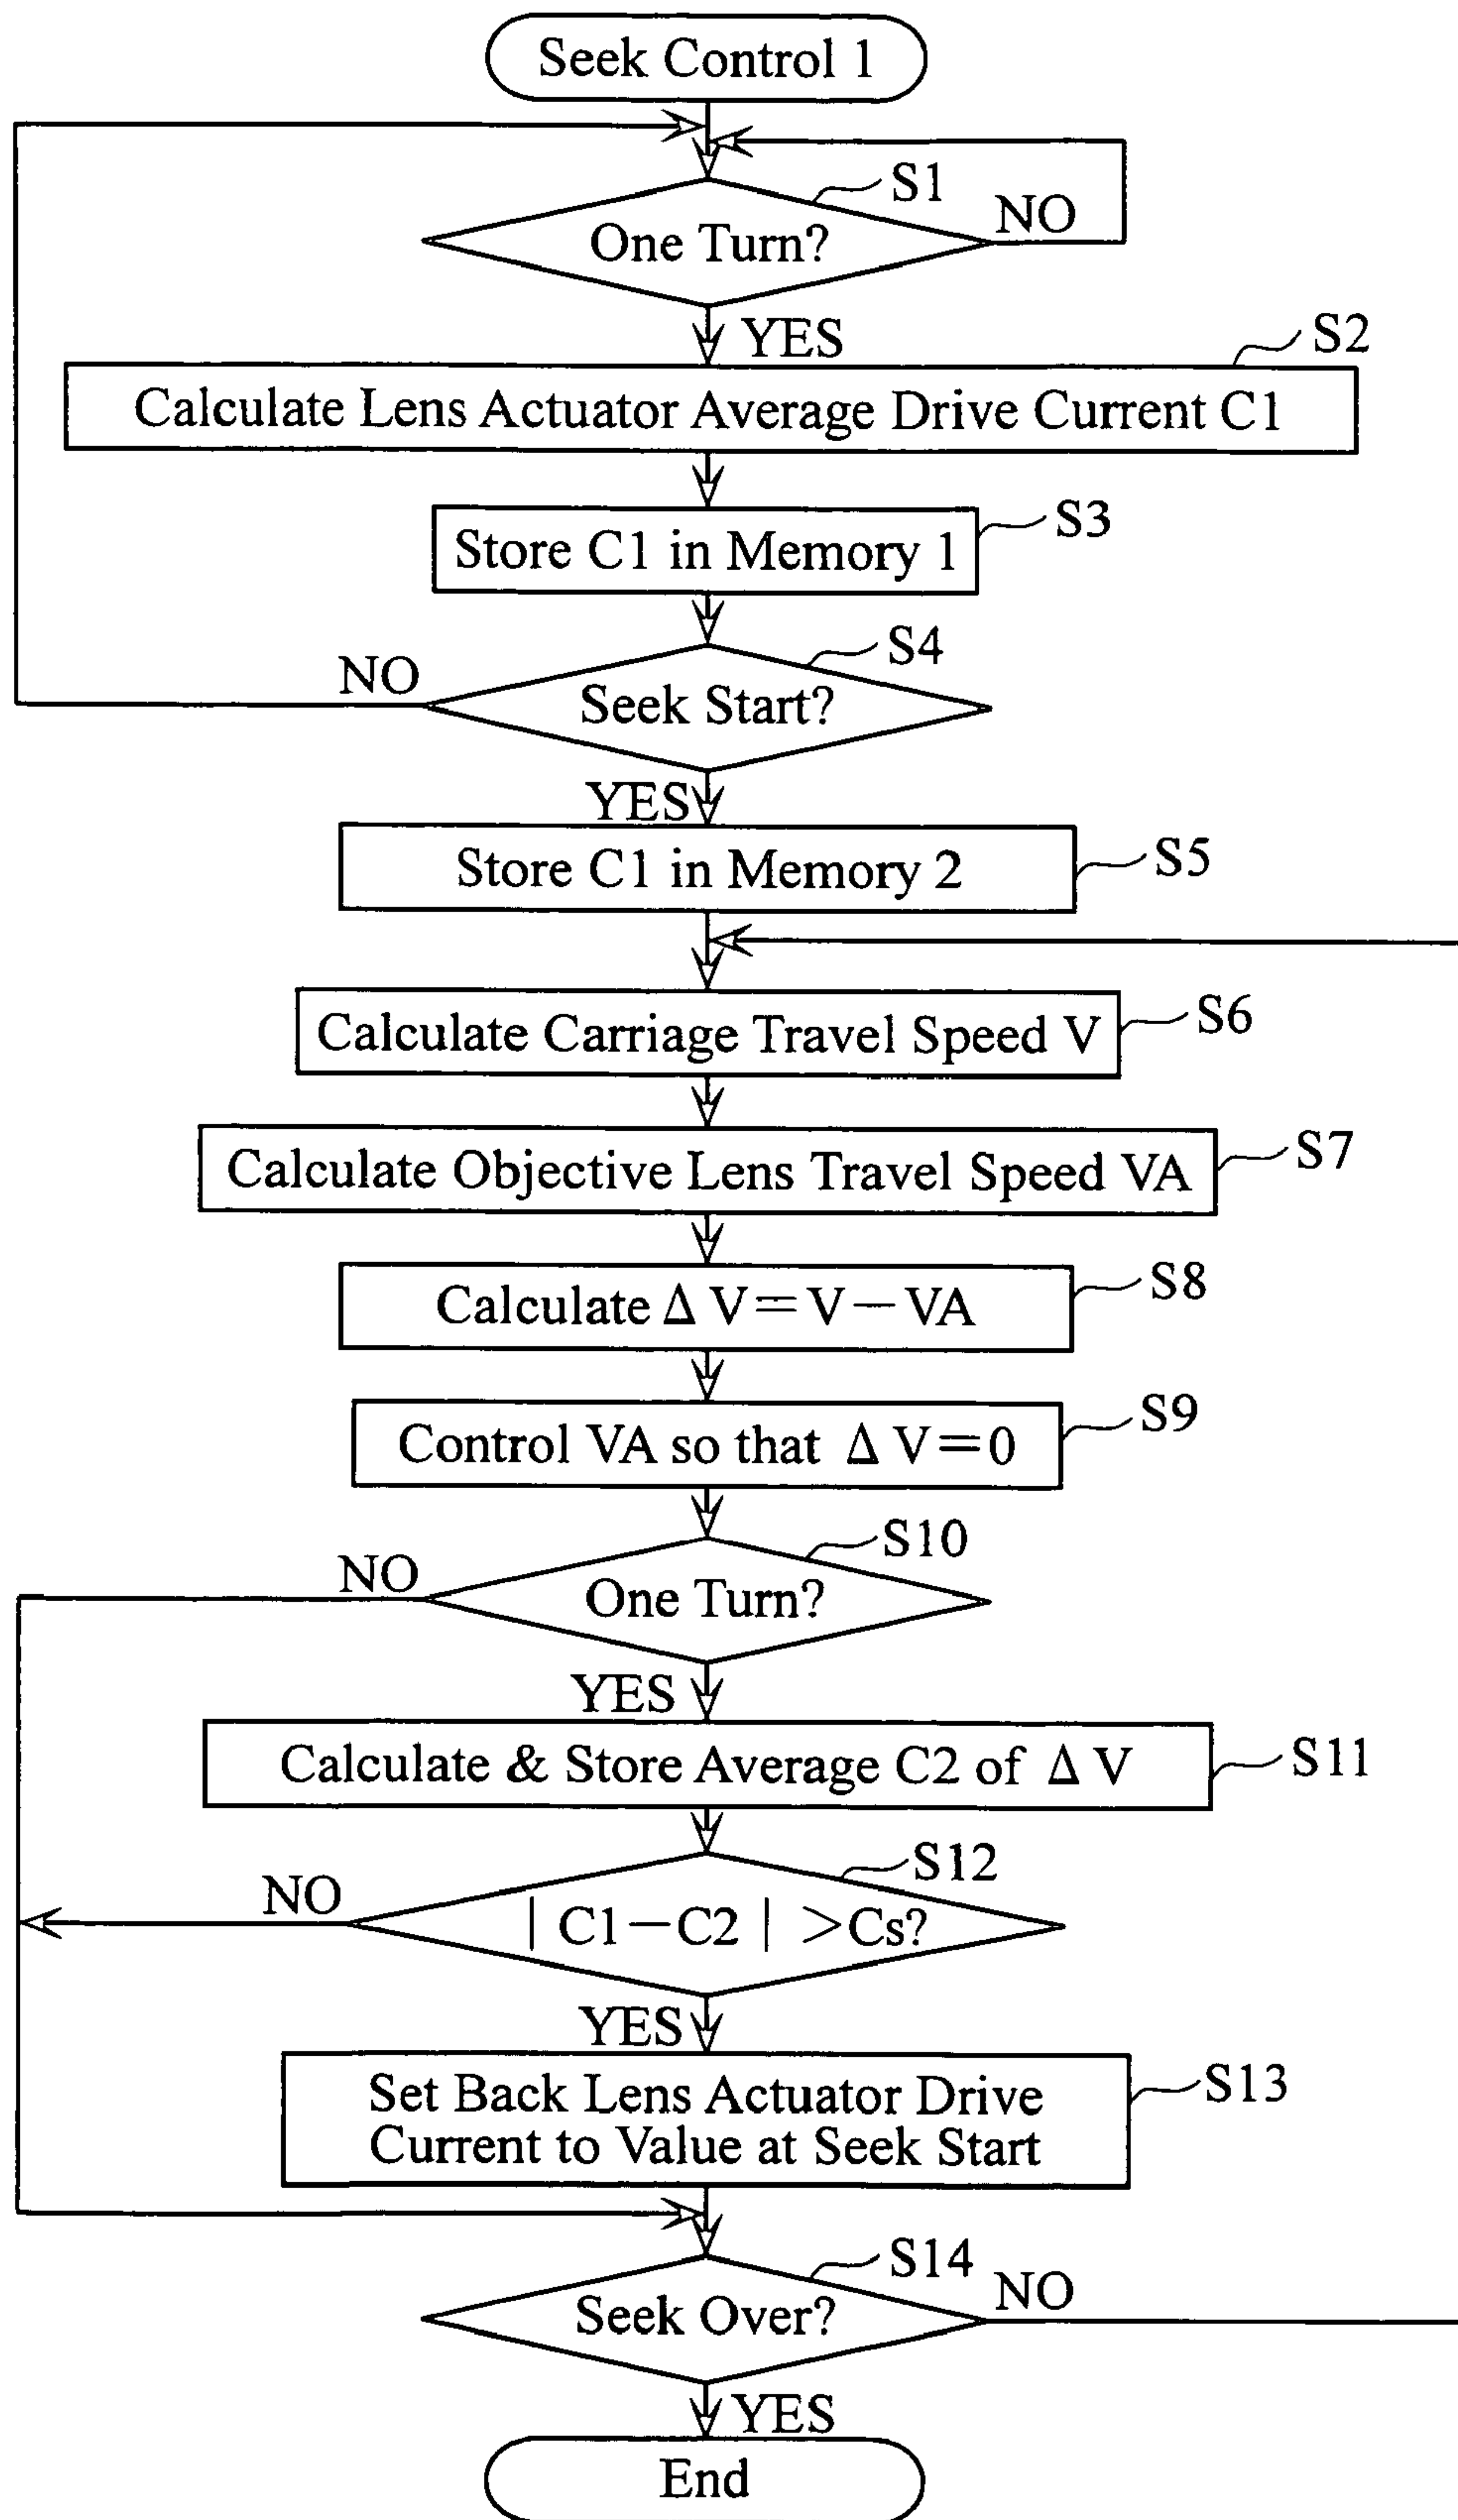 Seek Control 1
S1
One Turn?
NO
YES
S2
Calculate Lens Actuator Average Drive Current C1
S3
Store C1 in Memory 1
S4
NO
Seek Start?
YES
Store C1 in Memory 2
S5
Calculate Carriage Travel Speed V
S6
Calculate Objective Lens Travel Speed VA
S7
Calculate Δ V=V−VA
S8
Control VA so that Δ V=0
S9
S10
NO
One Turn?
YES
Calculate & Store Average C2 of Δ V
S11
S12
NO
| C1−C2 | >Cs?
YES
Set Back Lens Actuator Drive
Current to Value at Seek Start
S13
S14
Seek Over?
NO
YES
End